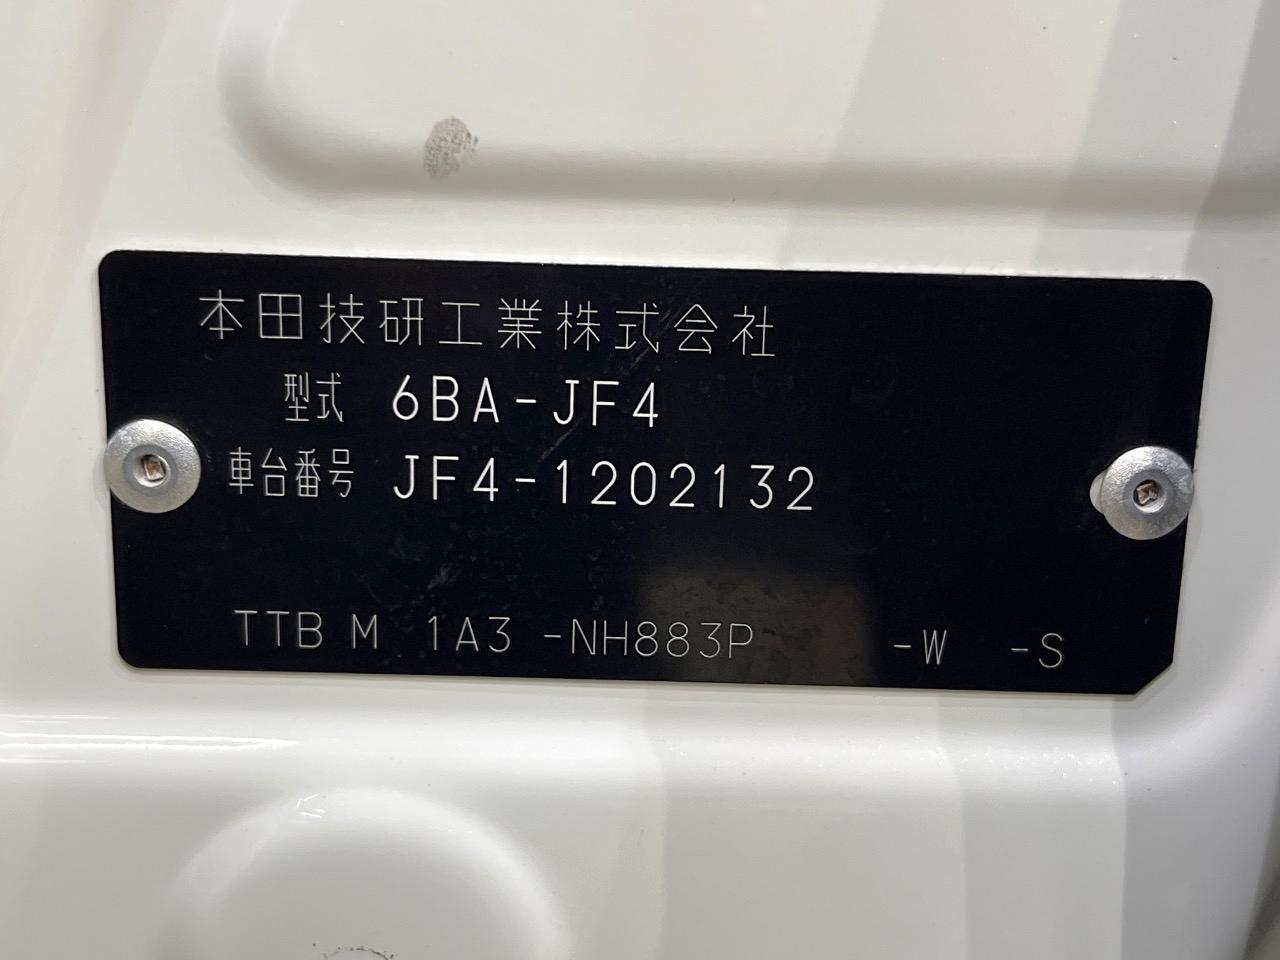 本田技研工業株式会社
型式 6BA-JF4
車台番号 JF4-1202132
TTB M 1A3 -NH883P -W -S